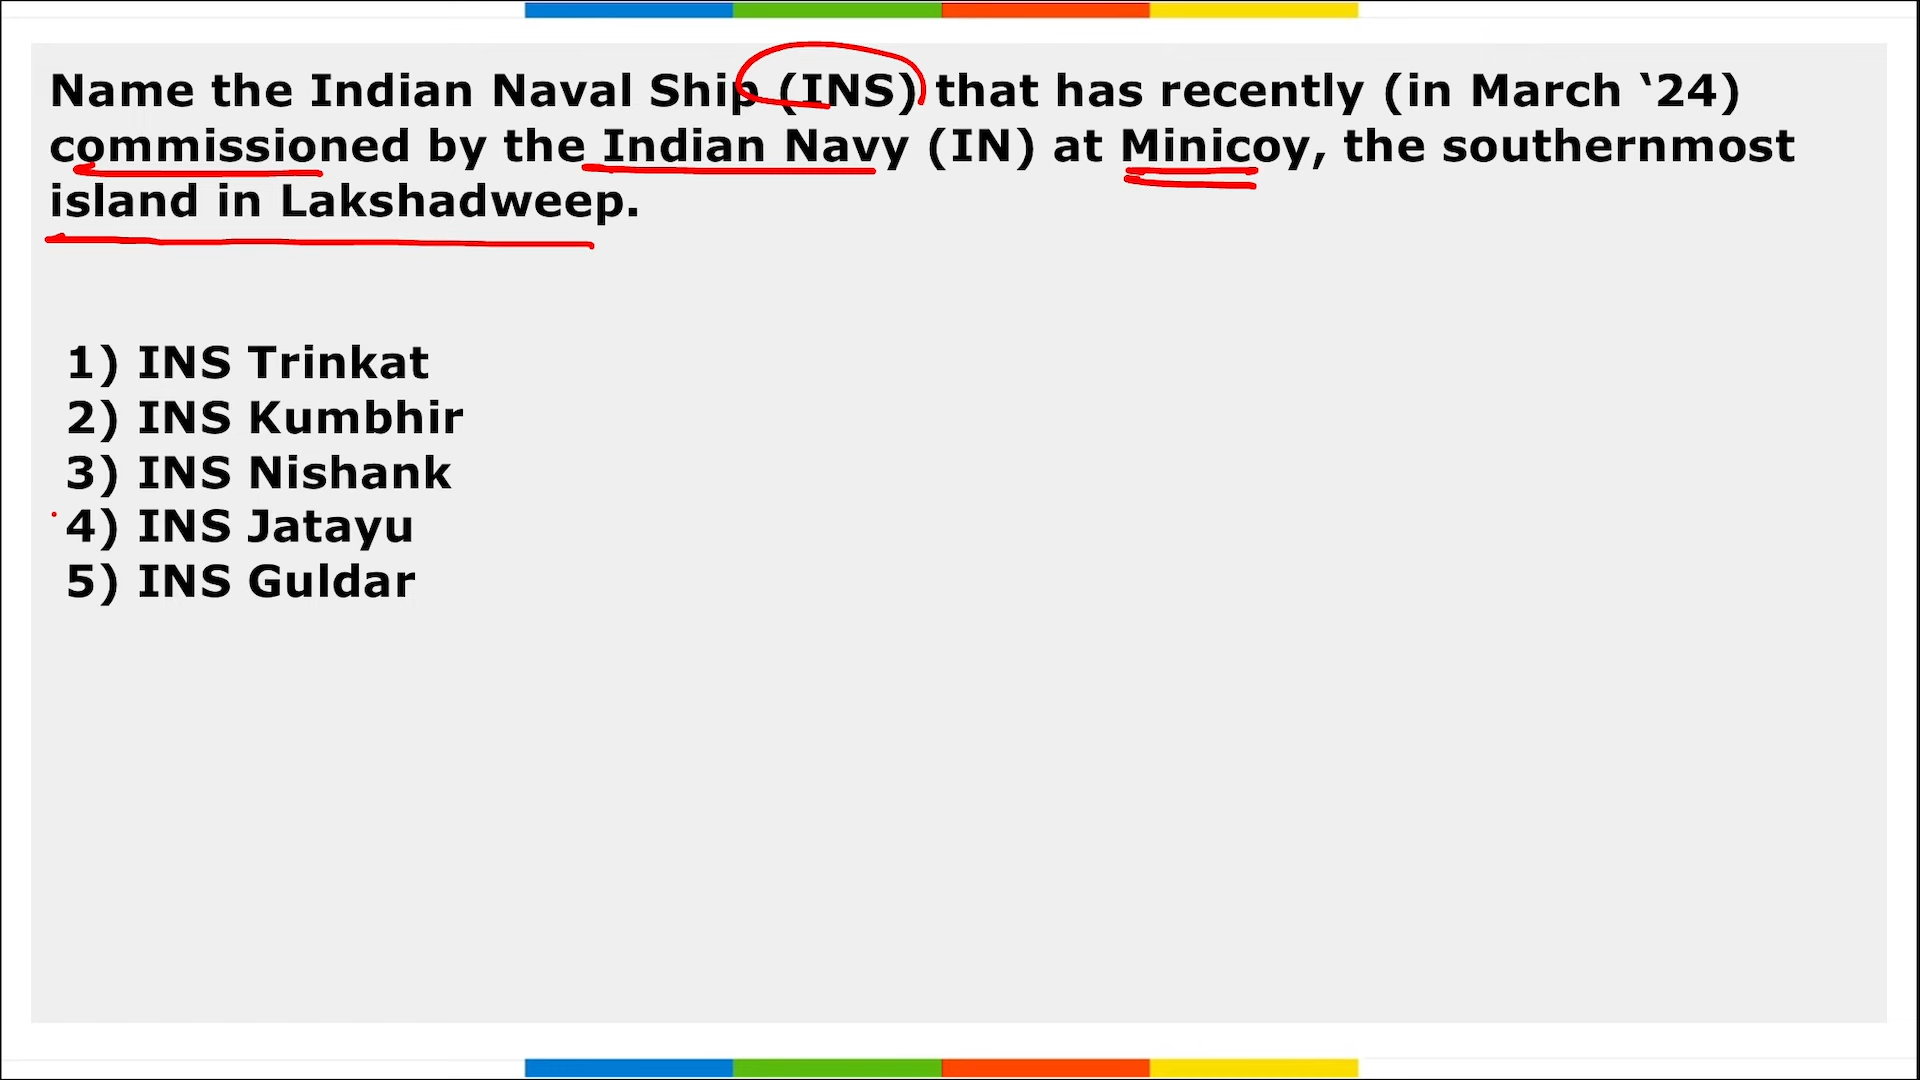 Name the Indian Naval Ship (INS) that has recently (in March ‘24)
commissioned by the Indian Navy (IN) at Minicoy, the southernmost
island in Lakshadweep.
1) INS Trinkat
2) INS Kumbhir
3) INS Nishank
4) INS Jatayu
5) INS Guldar